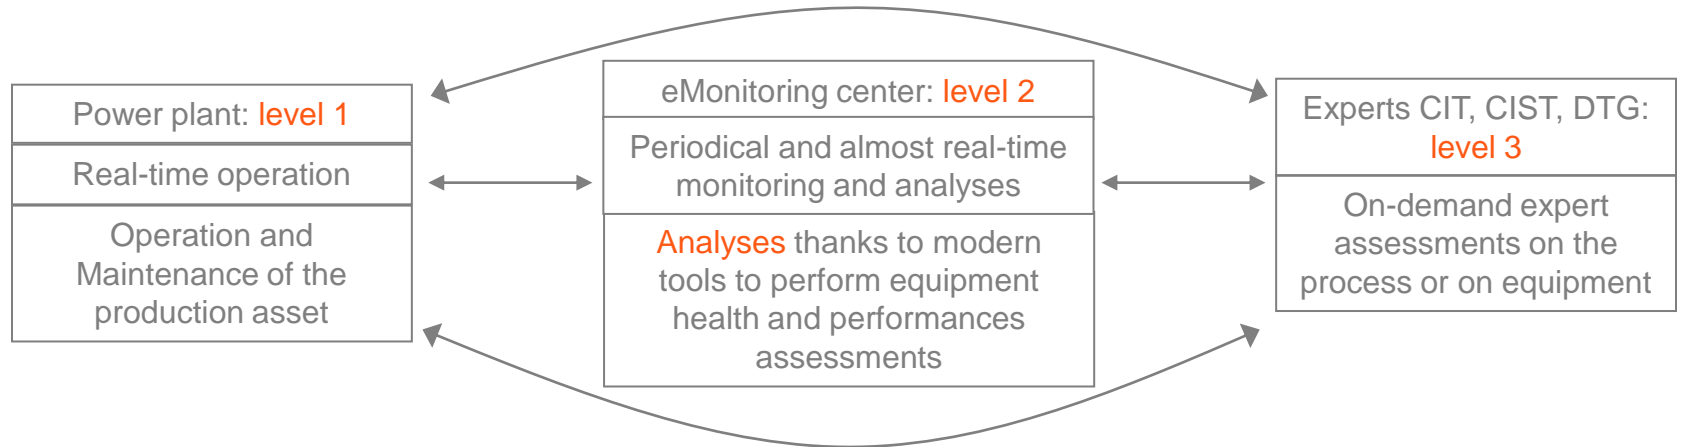 Power plant: level 1
Real-time operation
Operation and
Maintenance of the
production asset
eMonitoring center: level 2
Periodical and almost real-time
monitoring and analyses
Analyses thanks to modern
tools to perform equipment
health and performances
assessments
Experts CIT, CIST, DTG:
level 3
On-demand expert
assessments on the
process or on equipment